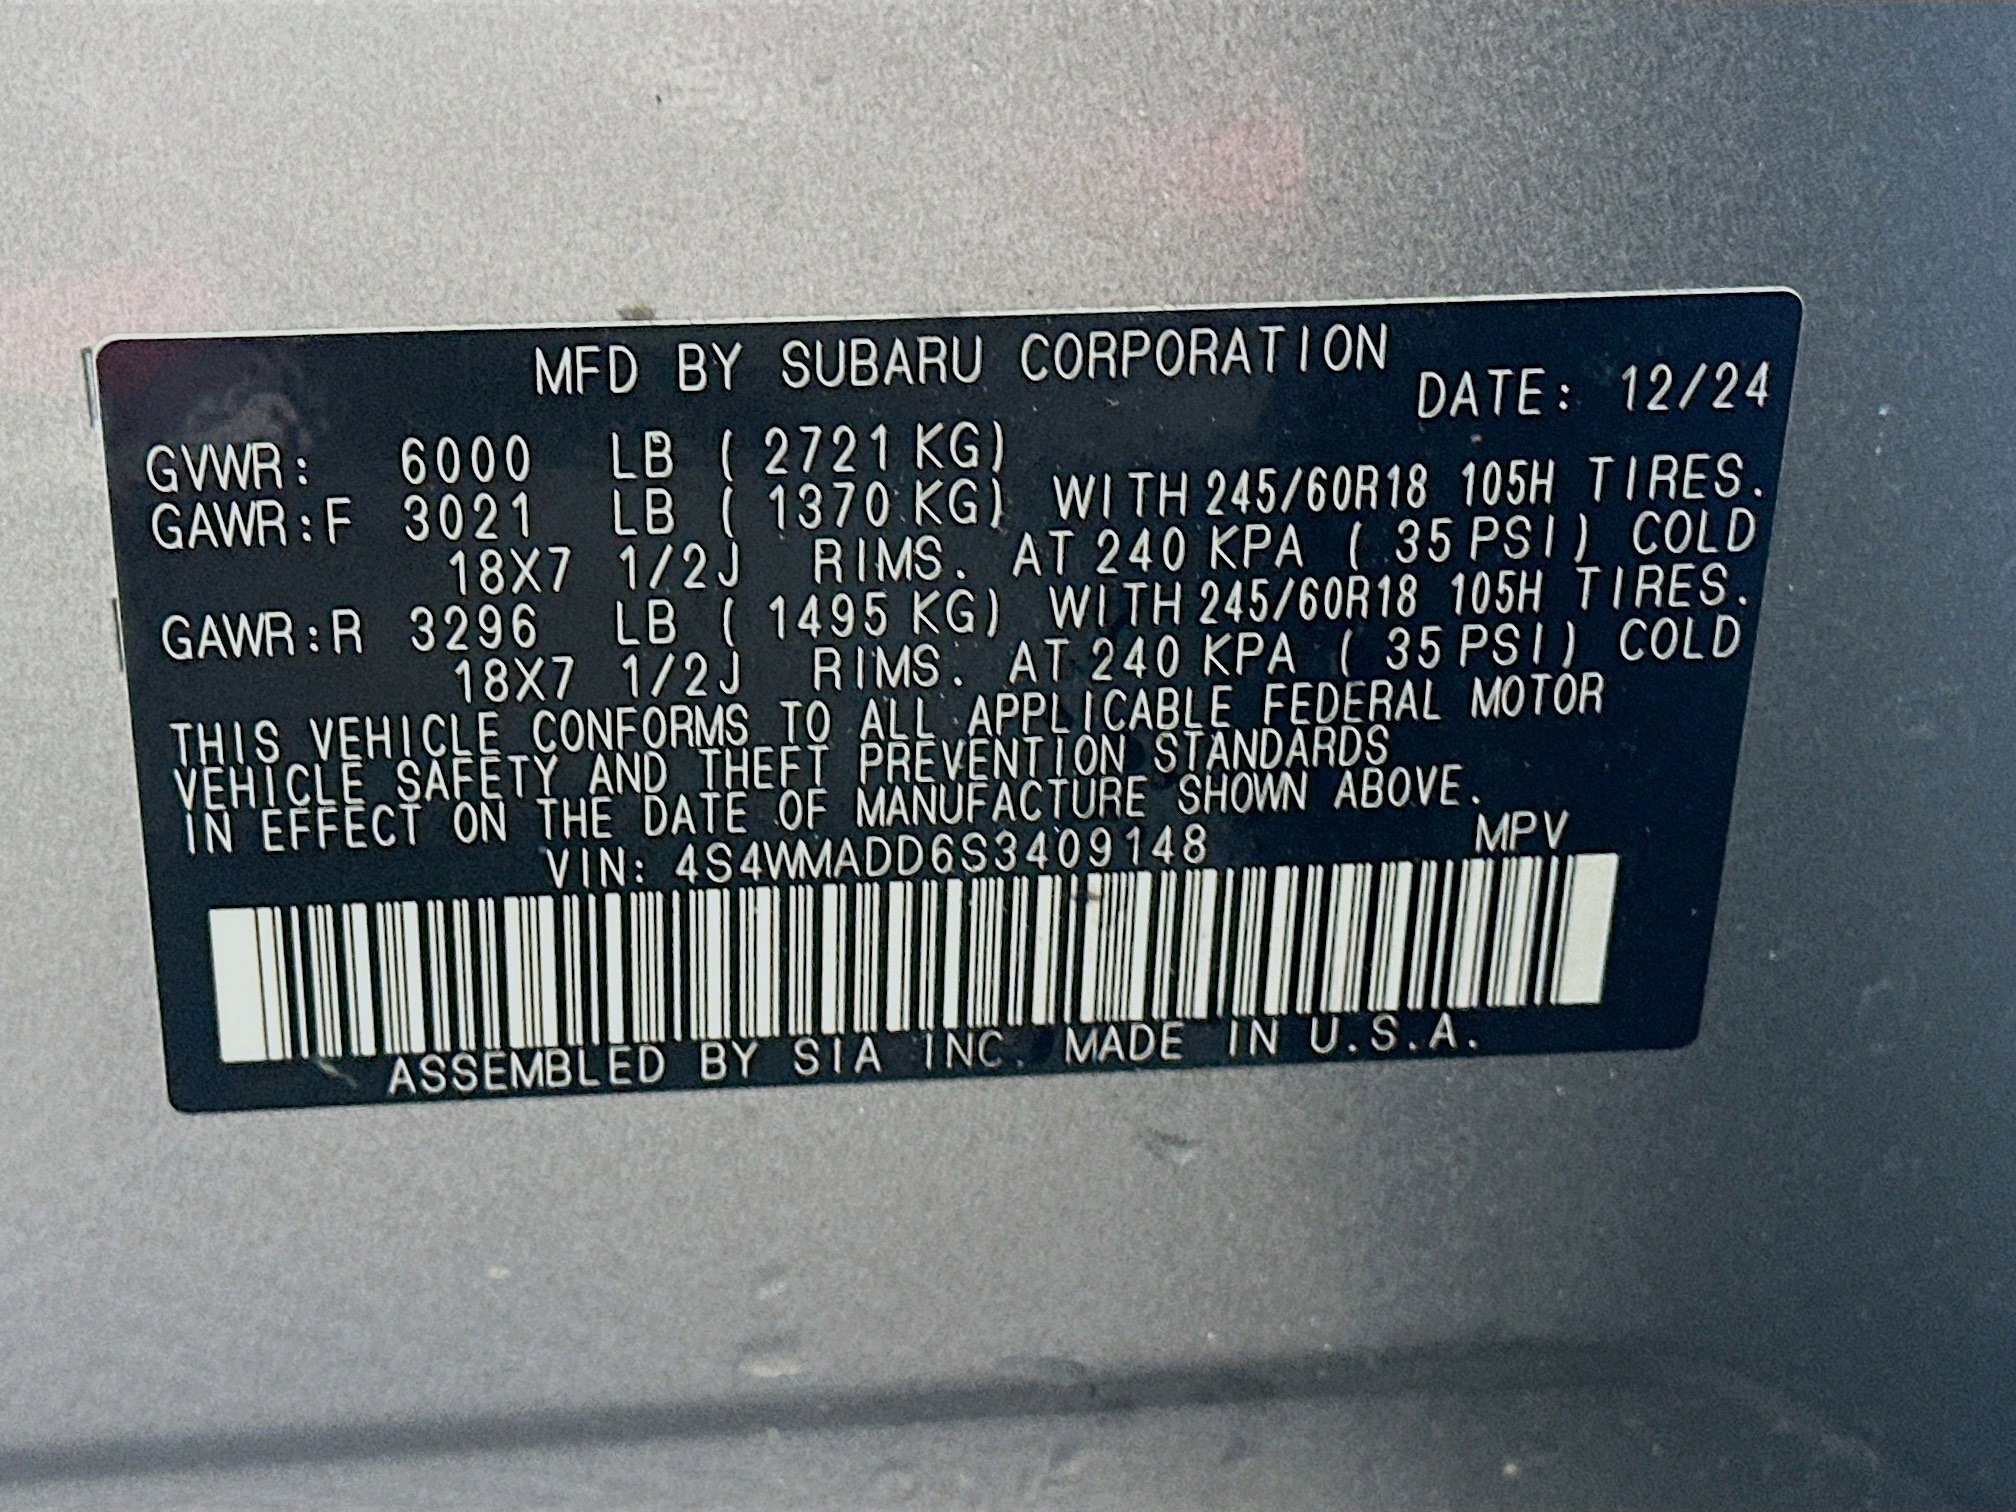 MFD BY SUBARU CORPORATION
DATE: 12/24
GVWR: 6000 LB ( 2721 KG)
GAWR:F 3021 LB ( 1370 KG) WITH 245/60R18 105H TIRES.
18X7 1/2J RIMS. AT 240 KPA ( 35 PSI) COLD
GAWR:R 3296 LB ( 1495 KG) WITH 245/60R18 105H TIRES.
18X7 1/2J RIMS. AT 240 KPA ( 35 PSI) COLD
THIS VEHICLE CONFORMS TO ALL APPLICABLE FEDERAL MOTOR
VEHICLE SAFETY AND THEFT PREVENTION STANDARDS
IN EFFECT ON THE DATE OF MANUFACTURE SHOWN ABOVE.
VIN: 4S4WMADD6S3409148 MPV
ASSEMBLED BY SIA INC. MADE IN U.S.A.